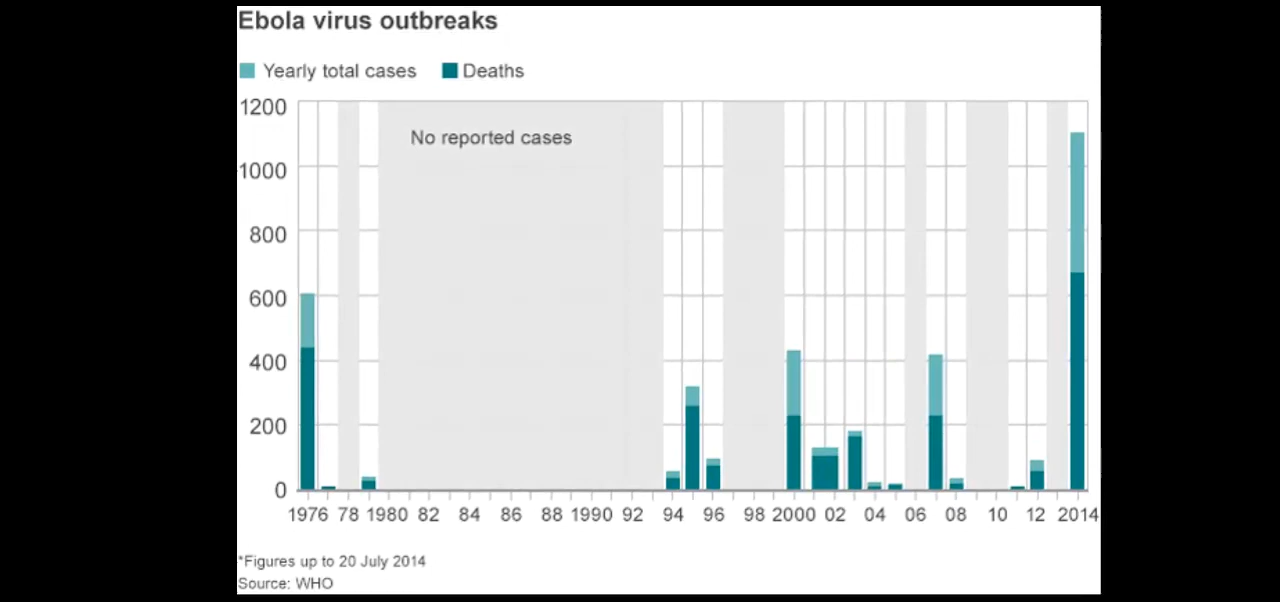 Ebola virus outbreaks
Yearly total cases Deaths
1200
No reported cases
1000
800
600
400
200
0
1976 78 1980 82 84 86 88 1990 92 94 96 98 2000 02 04 06 08 10 12 2014
*Figures up to 20 July 2014
Source: WHO